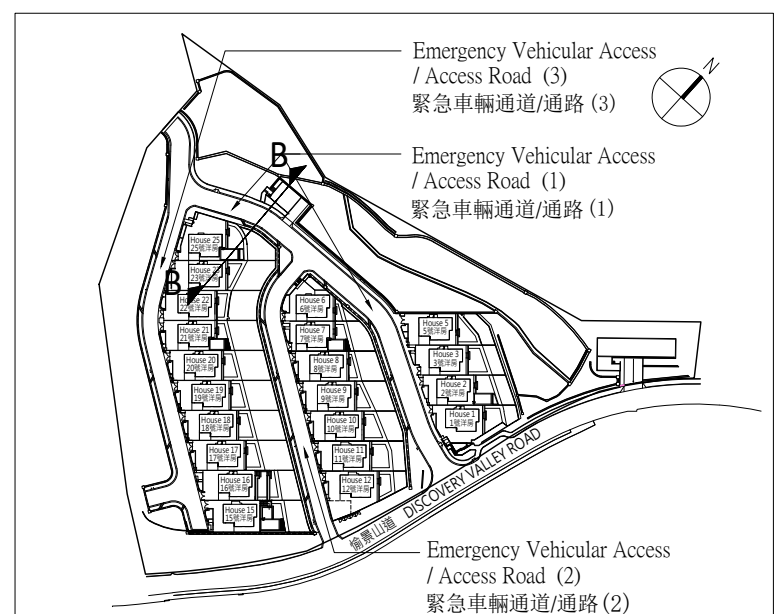 Emergency Vehicular Access
/ Access Road (3)
緊急車輛通道/通路 (3)
N
Emergency Vehicular Access
/ Access Road (1)
緊急車輛通道/通路 (1)
B
B
House 25
25號洋房
23號洋房
House 22
22號洋房
House 21
21號洋房
House 20
20號洋房
House 19
19號洋房
House 18
18號洋房
House 17
17號洋房
House 16
16號洋房
House 15
15號洋房
House 6
6號洋房
House 7
7號洋房
House 8
8號洋房
House 9
9號洋房
House 10
10號洋房
House 11
11號洋房
House 12
12號洋房
House 5
5號洋房
House 3
3號洋房
House 2
2號洋房
House 1
1號洋房
愉景山道 DISCOVERY VALLEY ROAD
Emergency Vehicular Access
/ Access Road (2)
緊急車輛通道/通路 (2)